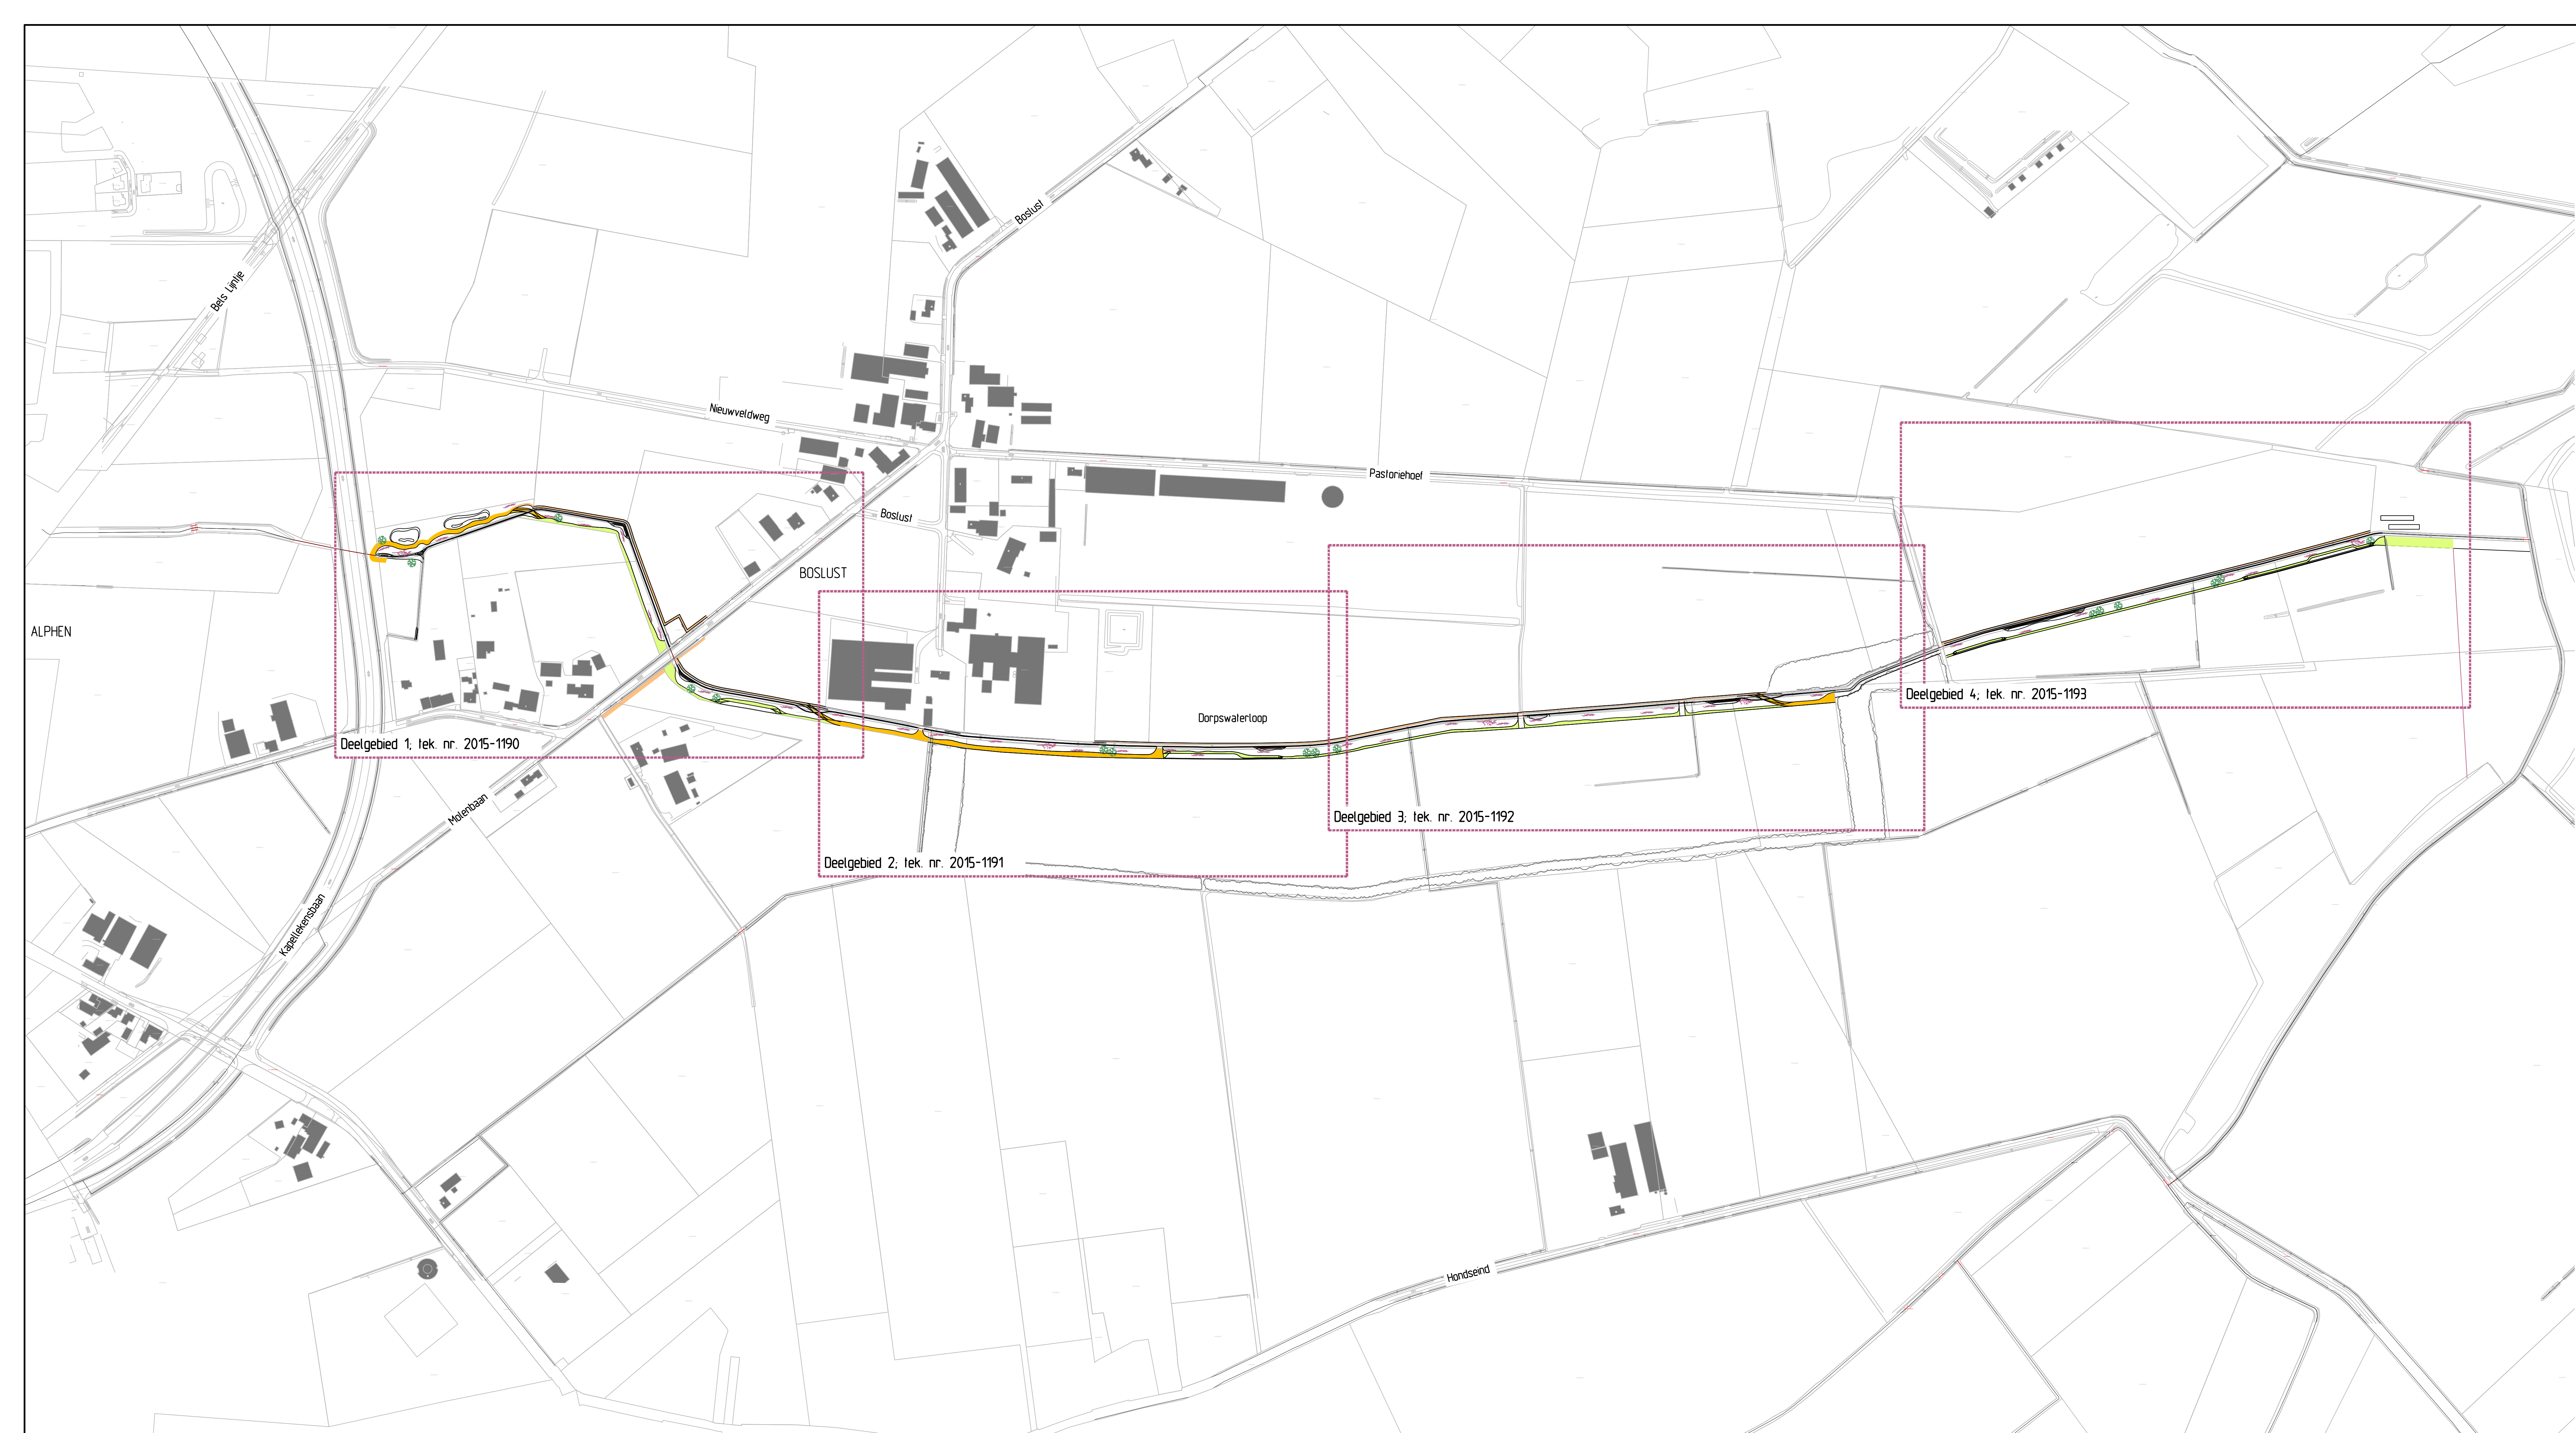 Boslust
Bels Lijntje
Nieuwveldweg
Pastoriehoef
Boslust
BOSLUST
ALPHEN
Deelgebied 4; tek. nr. 2015-1193
Dorpswaterloop
Deelgebied 1; tek. nr. 2015-1190
Molenbaan
Deelgebied 3; tek. nr. 2015-1192
Deelgebied 2; tek. nr. 2015-1191
Kapellekensbaan
Hondseind